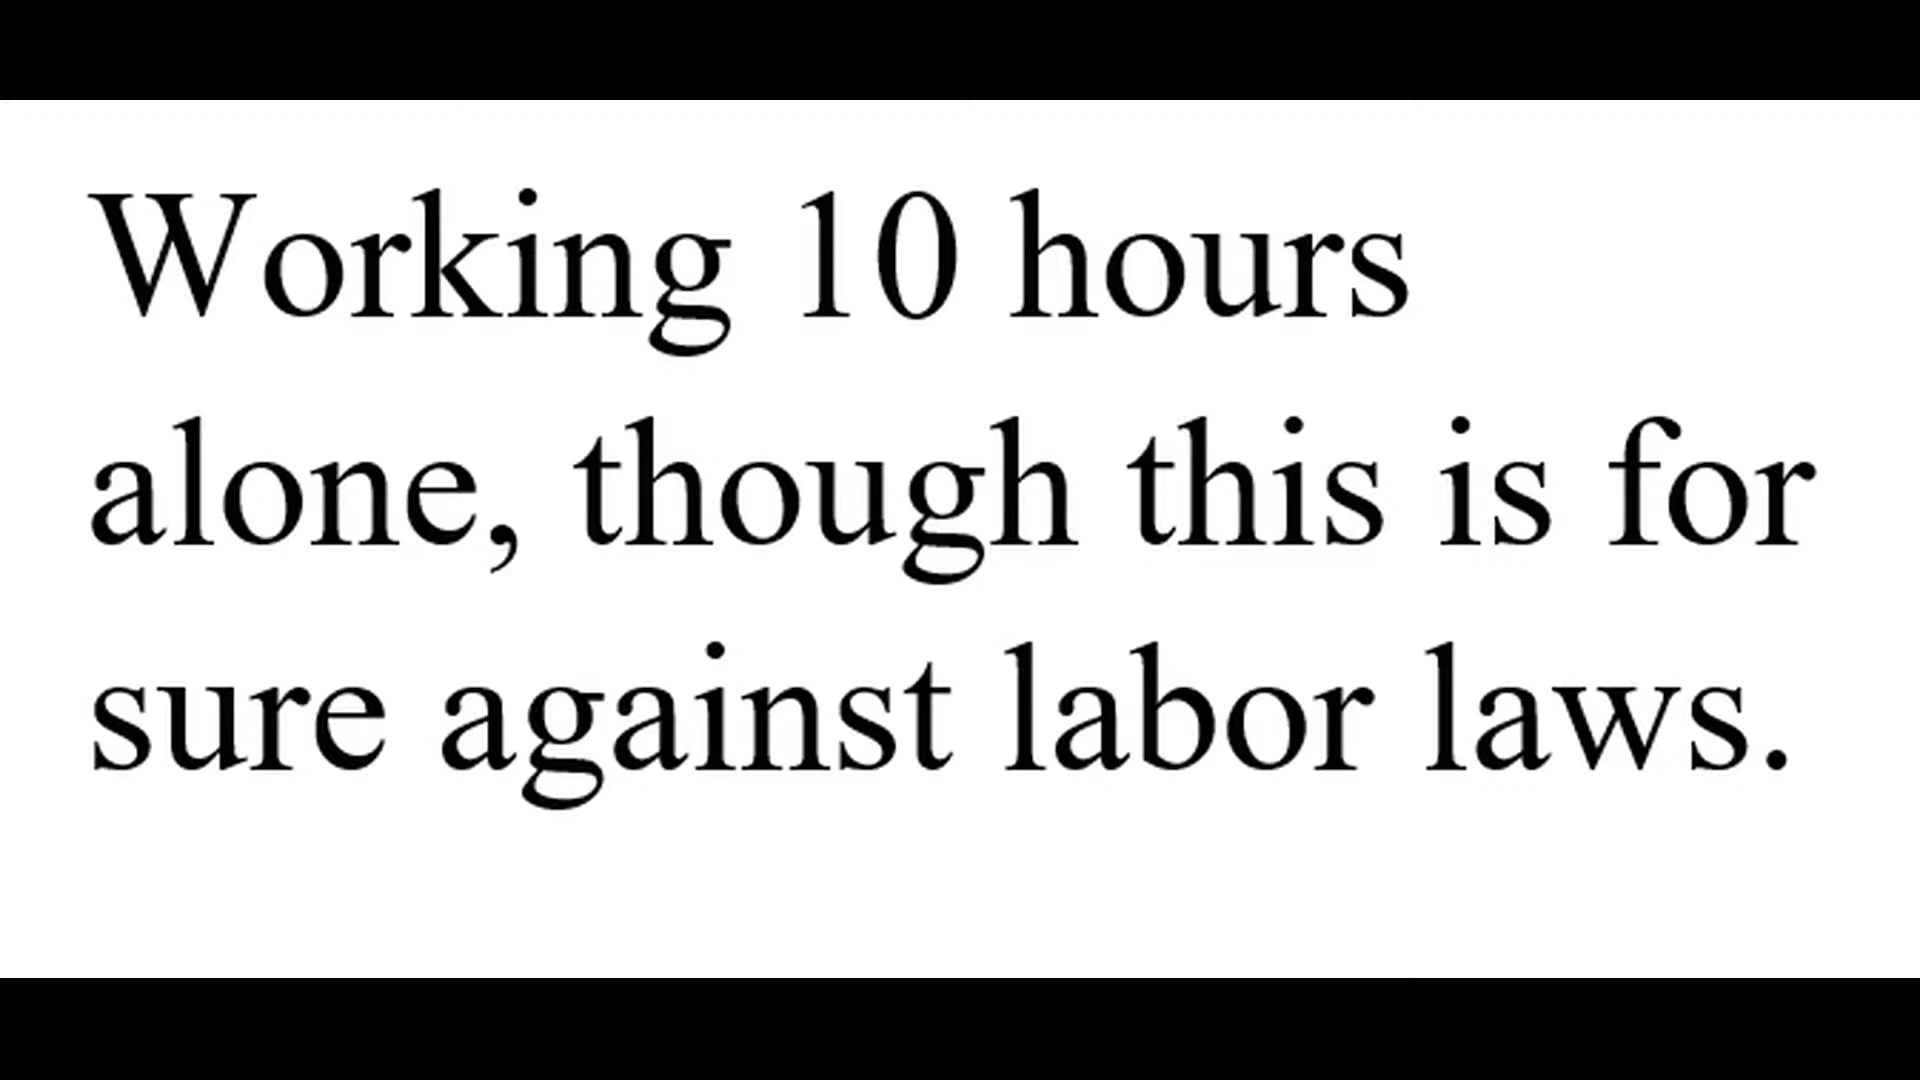 Working 10 hours
alone, though this is for
sure against labor laws.